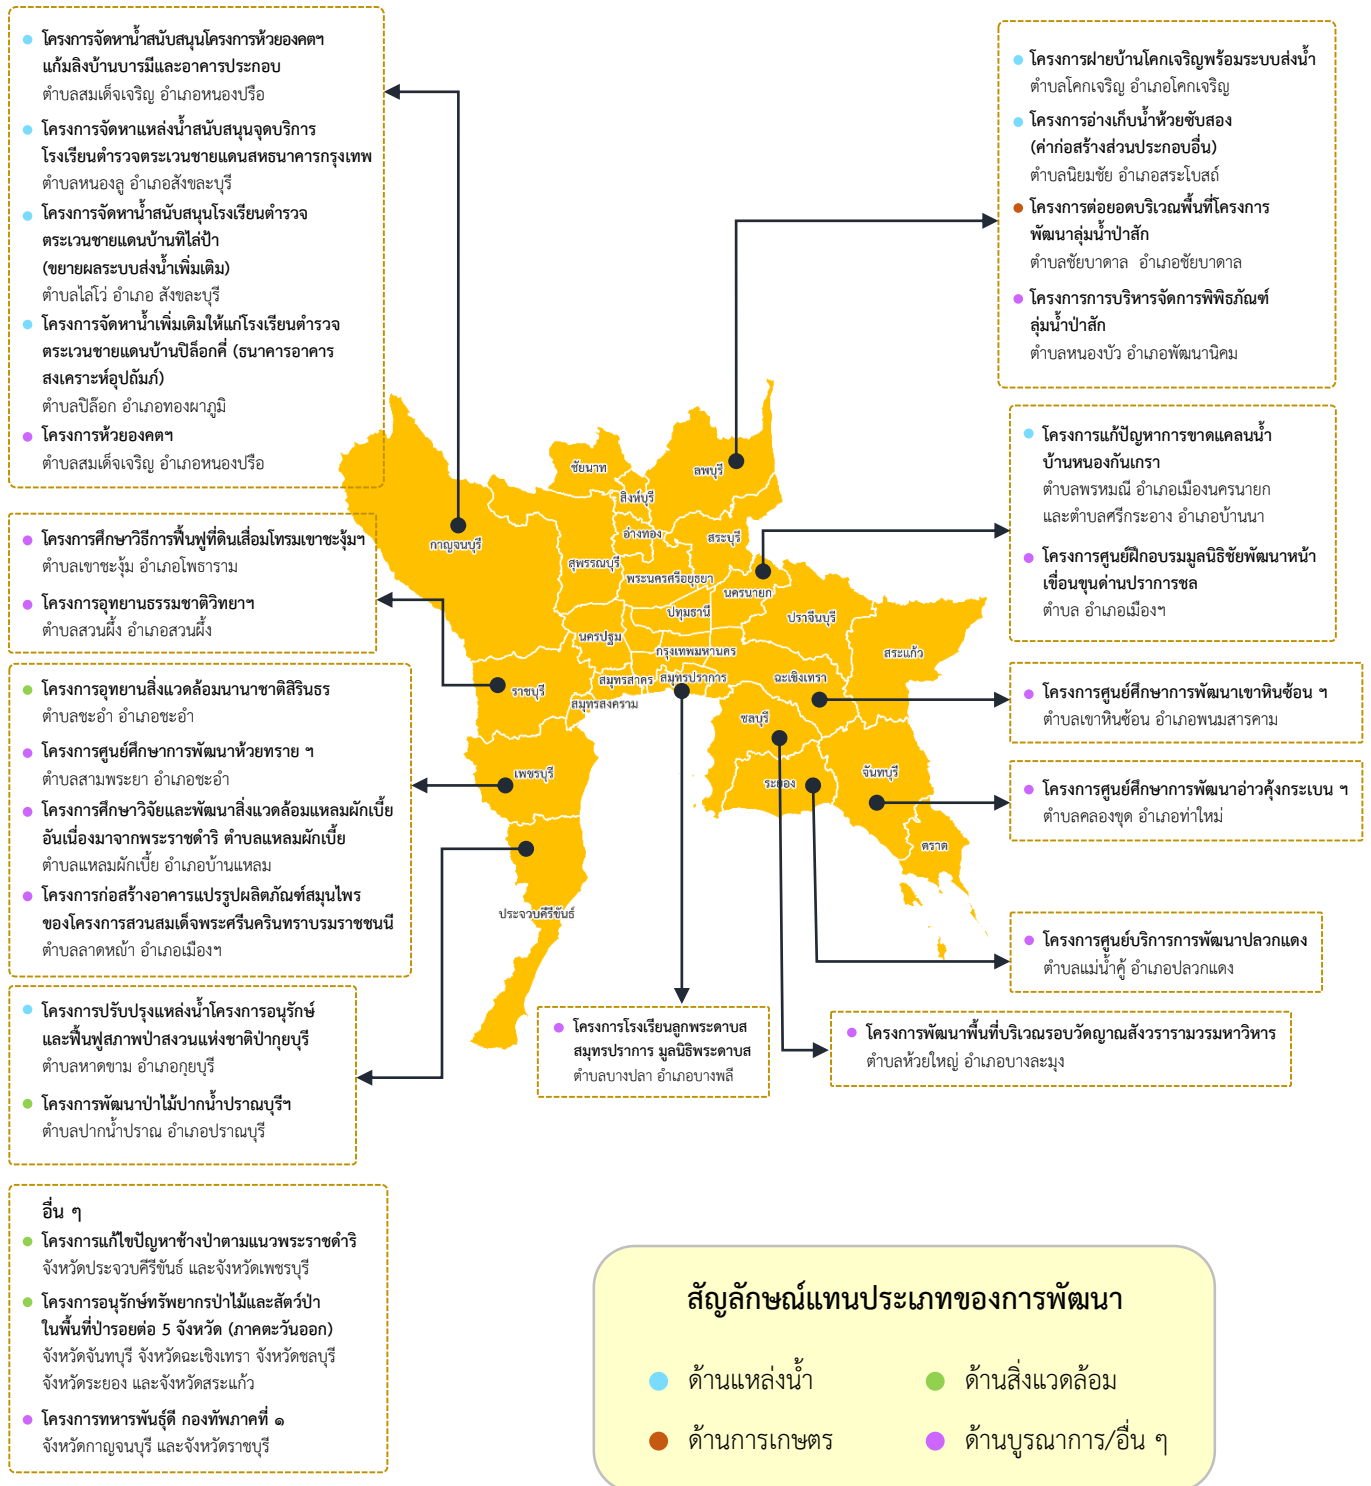 โครงการจัดหาน้ำสนับสนุนโครงการห้วยองคตฯ
แก้มลิงบ้านบารมีและอาคารประกอบ
ตำบลสมเด็จเจริญ อำเภอหนองปรือ
โครงการจัดหาแหล่งน้ำสนับสนุนจุดบริการ
โรงเรียนตำรวจตระเวนชายแดนสหธนาคารกรุงเทพ
ตำบลหนองลู อำเภอสังขละบุรี
โครงการจัดหาน้ำสนับสนุนโรงเรียนตำรวจ
ตระเวนชายแดนบ้านทิไล่ป้า
(ขยายผลระบบส่งน้ำเพิ่มเติม)
ตำบลไล่โว่ อำเภอ สังขละบุรี
โครงการจัดหาน้ำเพิ่มเติมให้แก่โรงเรียนตำรวจ
ตระเวนชายแดนบ้านปิล็อกคี่ (ธนาคารอาคาร
สงเคราะห์อุปถัมภ์)
ตำบลปิล๊อก อำเภอทองผาภูมิ
โครงการห้วยองคตฯ
ตำบลสมเด็จเจริญ อำเภอหนองปรือ
โครงการศึกษาวิธีการฟื้นฟูที่ดินเสื่อมโทรมเขาชะงุ้มฯ
ตำบลเขาชะงุ้ม อำเภอโพธาราม
โครงการอุทยานธรรมชาติวิทยาฯ
ตำบลสวนผึ้ง อำเภอสวนผึ้ง
โครงการอุทยานสิ่งแวดล้อมนานาชาติสิรินธร
ตำบลชะอำ อำเภอชะอำ
โครงการศูนย์ศึกษาการพัฒนาห้วยทราย ฯ
ตำบลสามพระยา อำเภอชะอำ
โครงการศึกษาวิจัยและพัฒนาสิ่งแวดล้อมแหลมผักเบี้ย
อันเนื่องมาจากพระราชดำริ ตำบลแหลมผักเบี้ย
ตำบลแหลมผักเบี้ย อำเภอบ้านแหลม
โครงการก่อสร้างอาคารแปรรูปผลิตภัณฑ์สมุนไพร
ของโครงการสวนสมเด็จพระศรีนครินทราบรมราชชนนี
ตำบลลาดหญ้า อำเภอเมืองฯ
โครงการปรับปรุงแหล่งน้ำโครงการอนุรักษ์
และฟื้นฟูสภาพป่าสงวนแห่งชาติป่ากุยบุรี
ตำบลหาดขาม อำเภอกุยบุรี
โครงการพัฒนาป่าไม้ปากน้ำปราณบุรีฯ
ตำบลปากน้ำปราณ อำเภอปราณบุรี
อื่น ๆ
โครงการแก้ไขปัญหาช้างป่าตามแนวพระราชดำริ
จังหวัดประจวบคีรีขันธ์ และจังหวัดเพชรบุรี
โครงการอนุรักษ์ทรัพยากรป่าไม้และสัตว์ป่า
ในพื้นที่ป่ารอยต่อ 5 จังหวัด (ภาคตะวันออก)
จังหวัดจันทบุรี จังหวัดฉะเชิงเทรา จังหวัดชลบุรี
จังหวัดระยอง และจังหวัดสระแก้ว
โครงการทหารพันธุ์ดี กองทัพภาคที่ ๑
จังหวัดกาญจนบุรี และจังหวัดราชบุรี
ชัยนาท
ลพบุรี
สิงห์บุรี
อ่างทอง
สระบุรี
กาญจนบุรี
สุพรรณบุรี
พระนครศรีอยุธยา
นครนายก
ปทุมธานี
ปราจีนบุรี
นครปฐม
กรุงเทพมหานคร
สระแก้ว
สมุทรสาคร
สมุทรปราการ
ฉะเชิงเทรา
ราชบุรี
สมุทรสงคราม
ชลบุรี
เพชรบุรี
ระยอง
จันทบุรี
ตราด
ประจวบคีรีขันธ์
โครงการฝายบ้านโคกเจริญพร้อมระบบส่งน้ำ
ตำบลโคกเจริญ อำเภอโคกเจริญ
โครงการอ่างเก็บน้ำห้วยซับสอง
(ค่าก่อสร้างส่วนประกอบอื่น)
ตำบลนิยมชัย อำเภอสระโบสถ์
โครงการต่อยอดบริเวณพื้นที่โครงการ
พัฒนาลุ่มน้ำป่าสัก
ตำบลชัยบาดาล อำเภอชัยบาดาล
โครงการการบริหารจัดการพิพิธภัณฑ์
ลุ่มน้ำป่าสัก
ตำบลหนองบัว อำเภอพัฒนานิคม
โครงการแก้ปัญหาการขาดแคลนน้ำ
บ้านหนองกันเกรา
ตำบลพรหมณี อำเภอเมืองนครนายก
และตำบลศรีกระอาง อำเภอบ้านนา
โครงการศูนย์ฝึกอบรมมูลนิธิชัยพัฒนาหน้า
เขื่อนขุนด่านปราการชล
ตำบล อำเภอเมืองฯ
โครงการศูนย์ศึกษาการพัฒนาเขาหินซ้อน ฯ
ตำบลเขาหินซ้อน อำเภอพนมสารคาม
โครงการศูนย์ศึกษาการพัฒนาอ่าวคุ้งกระเบน ฯ
ตำบลคลองขุด อำเภอท่าใหม่
โครงการศูนย์บริการการพัฒนาปลวกแดง
ตำบลแม่น้ำคู้ อำเภอปลวกแดง
โครงการโรงเรียนลูกพระดาบส
สมุทรปราการ มูลนิธิพระดาบส
ตำบลบางปลา อำเภอบางพลี
โครงการพัฒนาพื้นที่บริเวณรอบวัดญาณสังวรารามวรมหาวิหาร
ตำบลห้วยใหญ่ อำเภอบางละมุง
สัญลักษณ์แทนประเภทของการพัฒนา
ด้านแหล่งน้ำ
ด้านสิ่งแวดล้อม
ด้านการเกษตร
ด้านบูรณาการ/อื่น ๆ